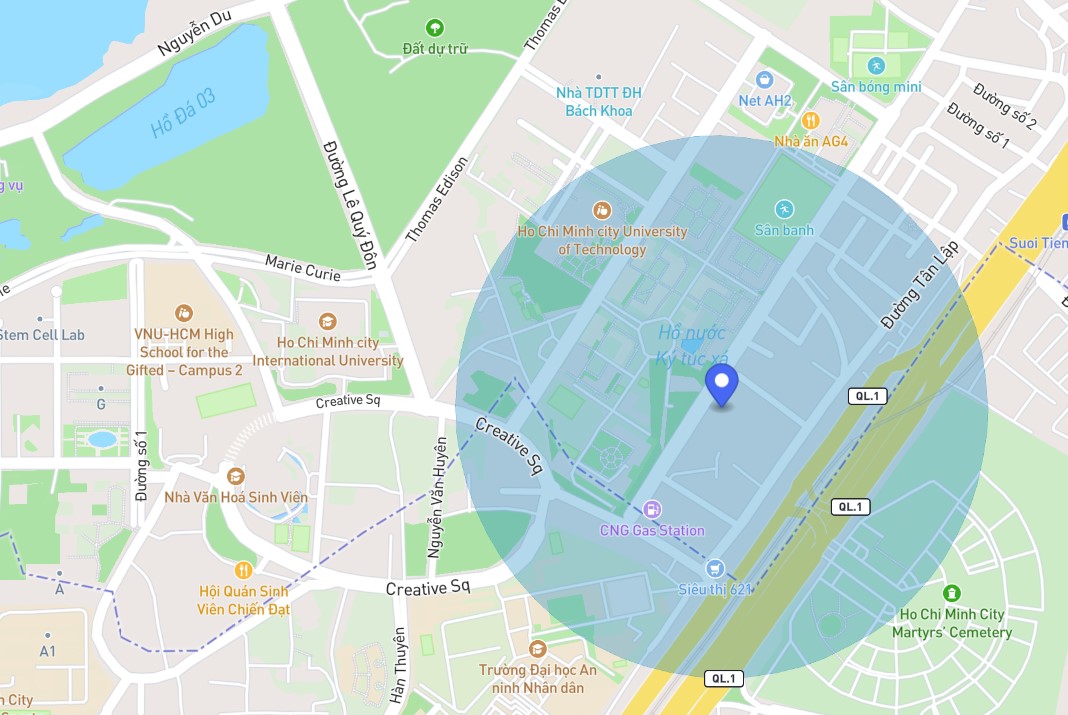 Nguyễn Du
Đất dự trữ
Hồ Đá 03
Nhà TDTT ĐH
Bách Khoa
Net AH2
Sân bóng mini
Nhà ăn AG4
Đường số 2
Đường số 1
Đường Lê Quý Đôn
Thomas Edison
Ho Chi Minh city University
of Technology
Sân banh
Suoi Tien
Đường Tân Lập
Marie Curie
Stem Cell Lab
VNU-HCM High
School for the
Gifted – Campus 2
Ho Chi Minh city
International University
Hồ nước
Ký túc xá
G
Creative Sq
QL.1
Creative Sq
Đường số 1
Nguyễn Văn Huyên
Nhà Văn Hoá Sinh Viên
CNG Gas Station
QL.1
Siêu thị 621
A
Hội Quán Sinh
Viên Chiến Đạt
Creative Sq
Ho Chi Minh City
Martyrs' Cemetery
A1
Hàn Thuyên
Trường Đại học An
ninh Nhân dân
QL.1